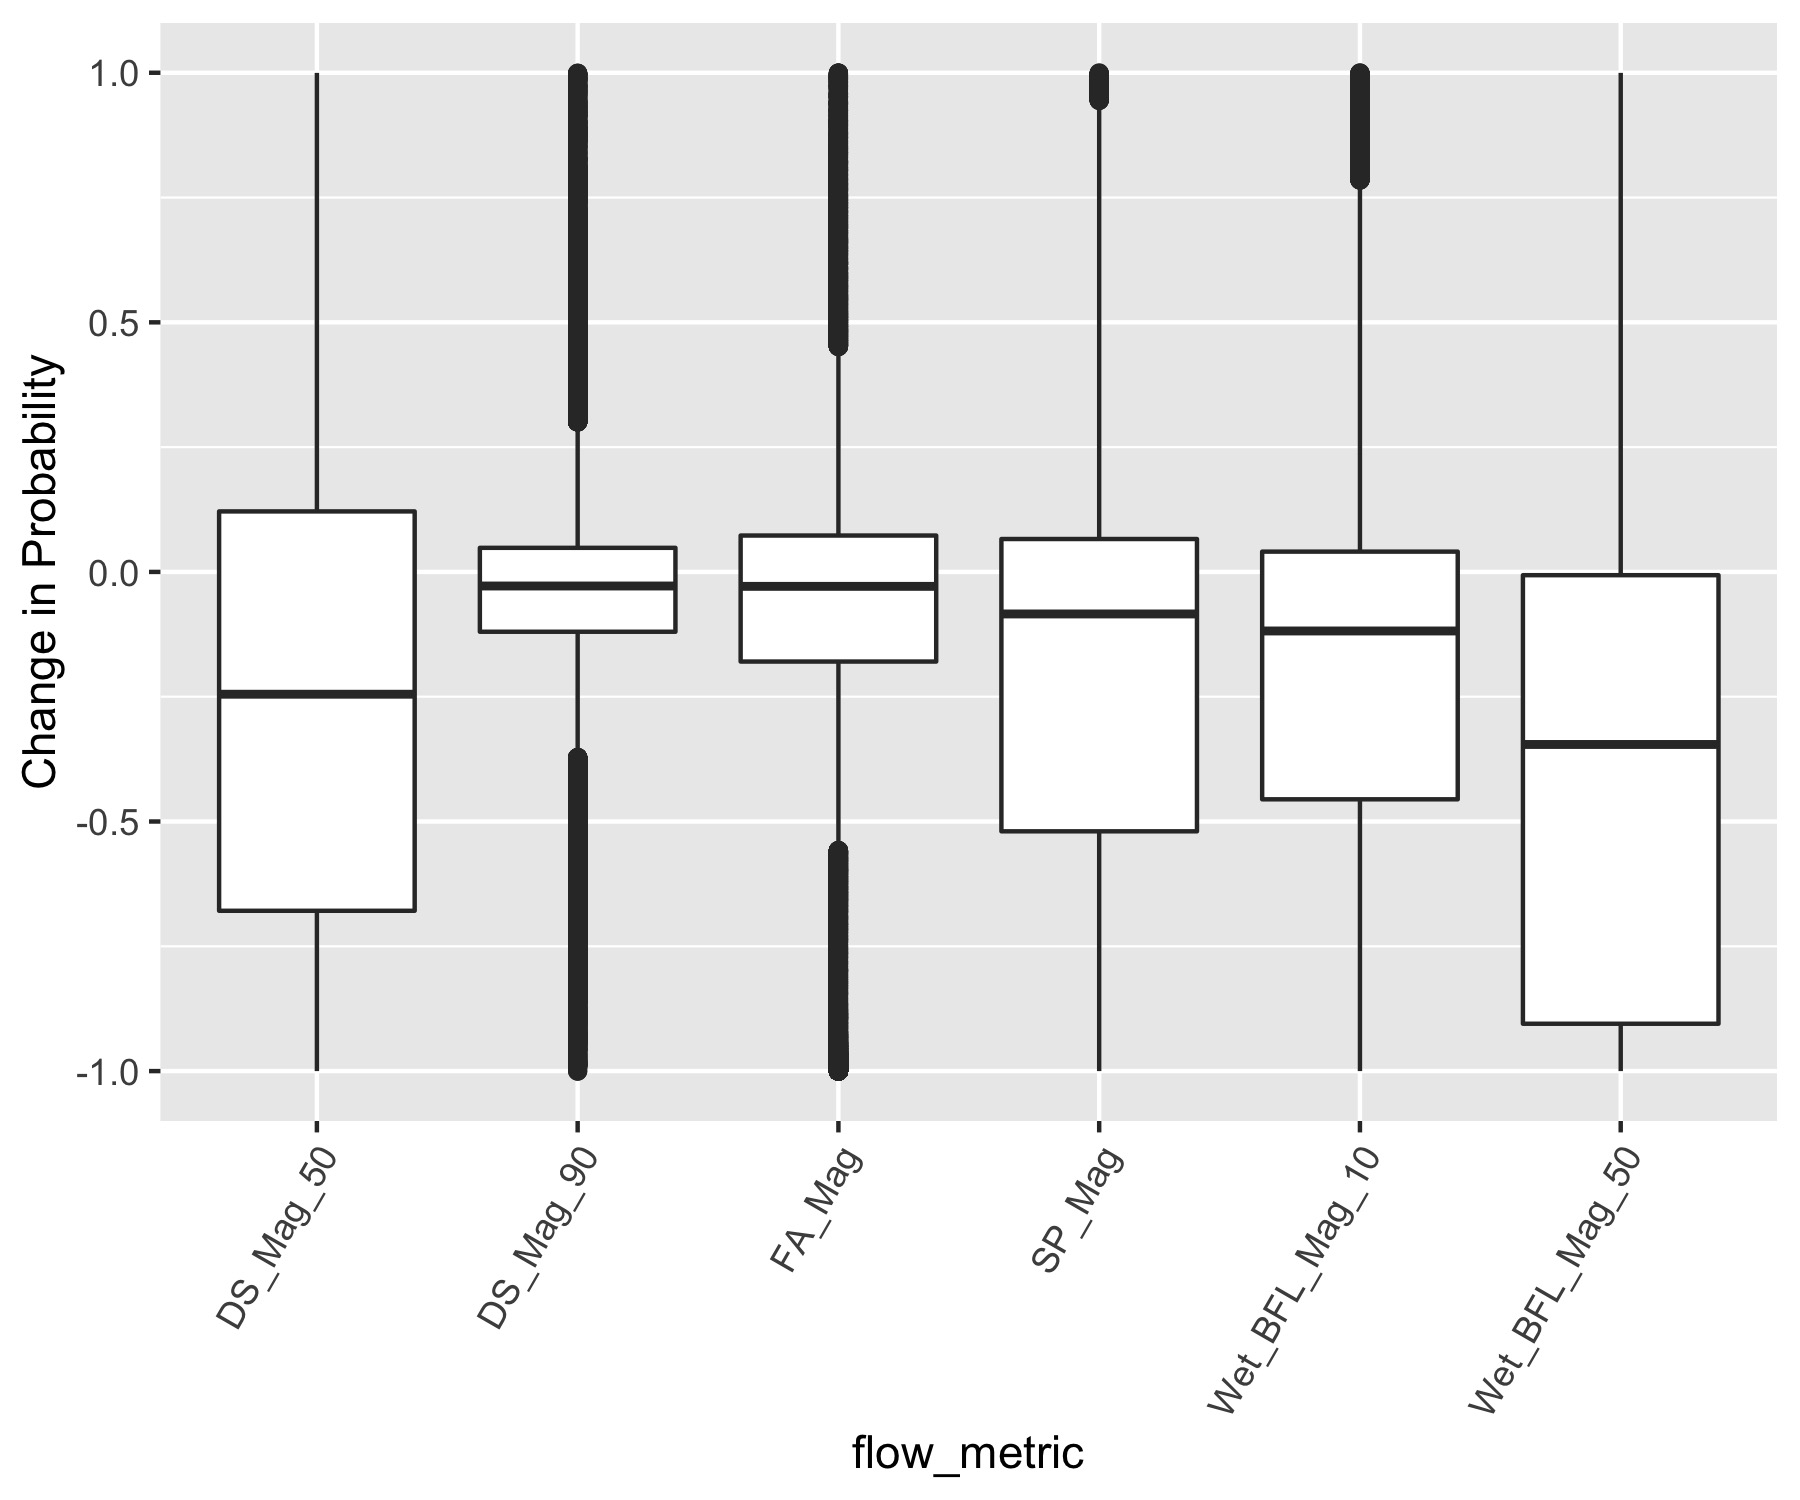 Change in Probability
1.0
0.5
0.0
-0.5
-1.0
DS_Mag_50
DS_Mag_90
FA_Mag
SP_Mag
Wet_BFL_Mag_10
Wet_BFL_Mag_50
flow_metric